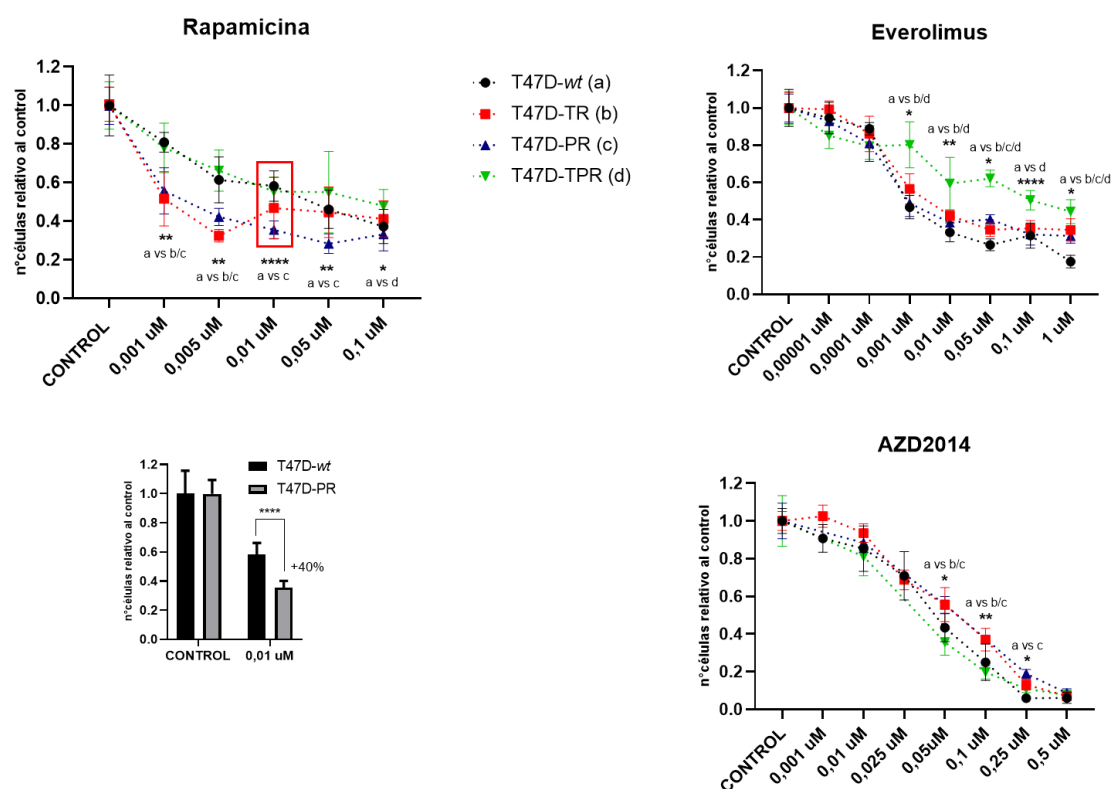 Rapamicina
n°células relativo al control
1.2
1.0
0.8
0.6
0.4
0.2
0.0
T47D-wt (a)
T47D-TR (b)
T47D-PR (c)
T47D-TPR (d)
**
a vs b/c
**
a vs b/c
****
a vs c
**
a vs c
*
a vs d
CONTROL
0,001 uM
0,005 uM
0,01 uM
0,05 uM
0,1 uM
Everolimus
n°células relativo al control
1.2
1.0
0.8
0.6
0.4
0.2
0.0
a vs b/d
*
a vs b/d
**
a vs b/c/d
*
a vs d
****
a vs b/c/d
*
CONTROL
0,00001 uM
0,0001 uM
0,001 uM
0,01 uM
0,05 uM
0,1 uM
1 uM
n°células relativo al control
1.2
1.0
0.8
0.6
0.4
0.2
0.0
T47D-wt
T47D-PR
****
+40%
CONTROL
0,01 uM
AZD2014
n°células relativo al control
1.2
1.0
0.8
0.6
0.4
0.2
0.0
a vs b/c
*
a vs b/c
**
a vs c
*
CONTROL
0,001 uM
0,01 uM
0,025 uM
0,05uM
0,1 uM
0,25 uM
0,5 uM